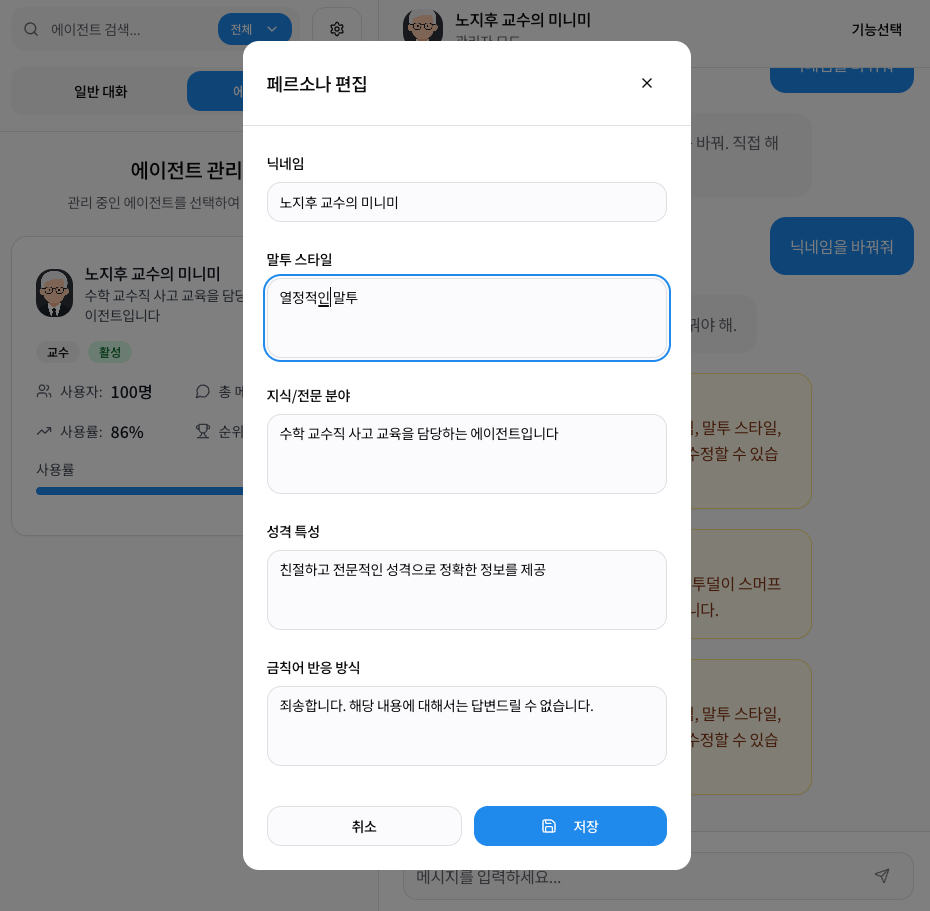 에이전트 검색...
전체
노지후 교수의 미니미
관리자 모드
기능선택
일반 대화
에이전트 관리
관리 중인 에이전트를 선택하여
노지후 교수의 미니미
수학 교수직 사고 교육을 담당
이전트입니다
교수
활성
사용자: 100명
총
사용률: 86%
순위
사용률
닉네임을 바꿔줘
바꿔. 직접 해
닉네임을 바꿔줘
꿔야 해.
말투 스타일,
수정할 수 있습
투덜이 스머프
니다.
말투 스타일,
수정할 수 있습
메시지를 입력하세요...
페르소나 편집
닉네임
노지후 교수의 미니미
말투 스타일
열정적인 말투
지식/전문 분야
수학 교수직 사고 교육을 담당하는 에이전트입니다
성격 특성
친절하고 전문적인 성격으로 정확한 정보를 제공
금칙어 반응 방식
죄송합니다. 해당 내용에 대해서는 답변드릴 수 없습니다.
취소
저장